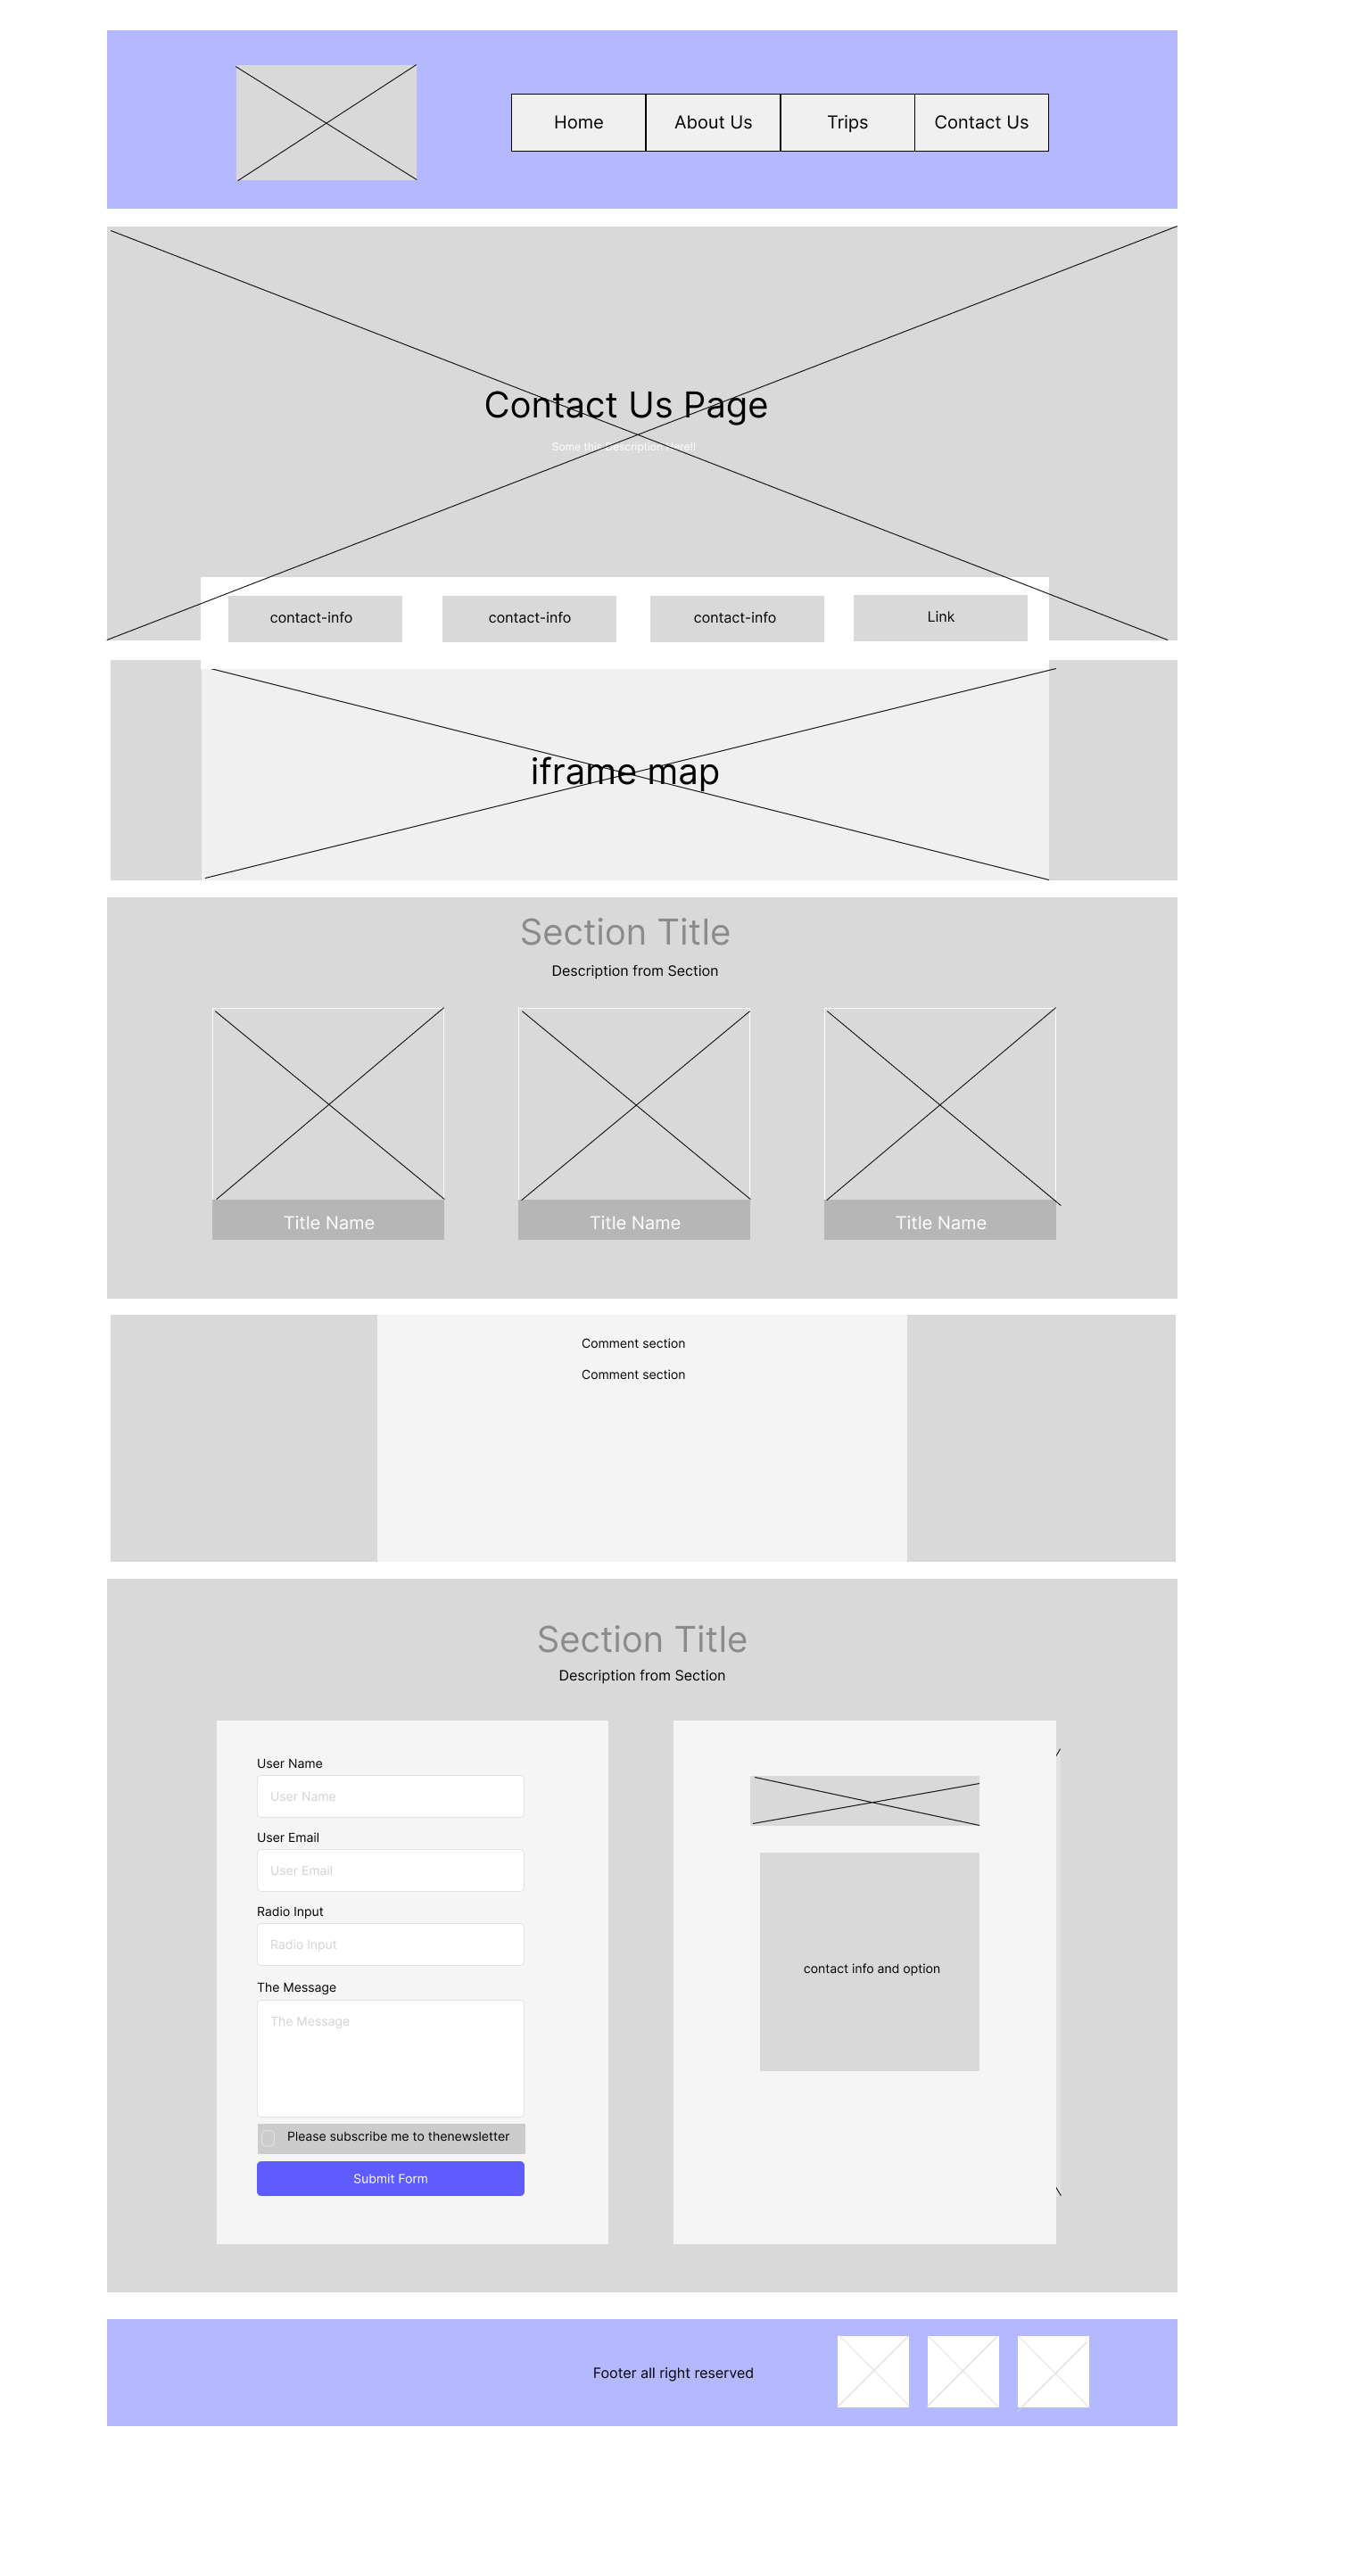 Home
About Us
Trips
Contact Us
Contact Us Page
Some this Description Here!!
contact-info
contact-info
contact-info
Link
iframe map
Section Title
Description from Section
Title Name
Title Name
Title Name
Comment section
Comment section
Section Title
Description from Section
User Name
User Name
User Email
User Email
Radio Input
Radio Input
The Message
The Message
Please subscribe me to thenewsletter
Submit Form
contact info and option
Footer all right reserved